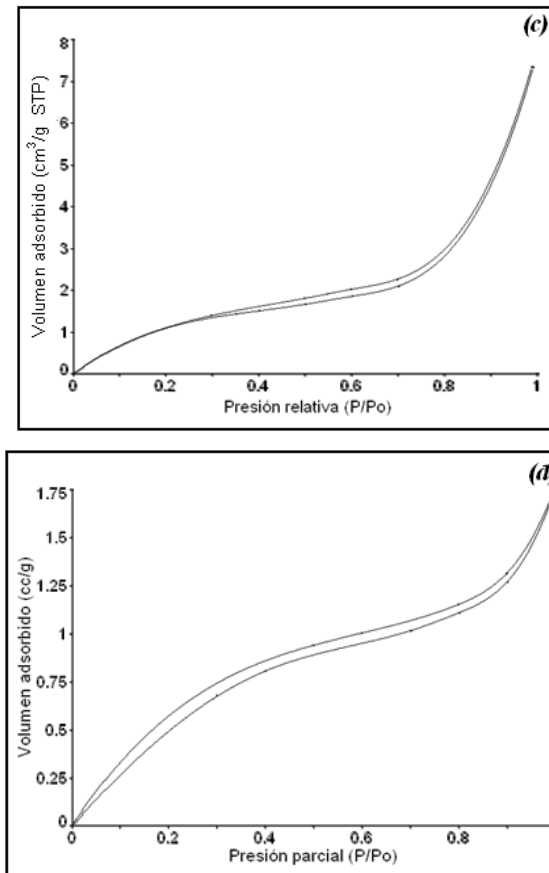 (c)
8
7
6
5
4
3
2
1
0
Volumen adsorbido (cm³/g STP)
0 0.2 0.4 0.6 0.8 1
Presión relativa (P/Po)
(d)
1.75
1.5
1.25
1
0.75
0.5
0.25
0
Volumen adsorbido (cc/g)
0 0.2 0.4 0.6 0.8
Presión parcial (P/Po)